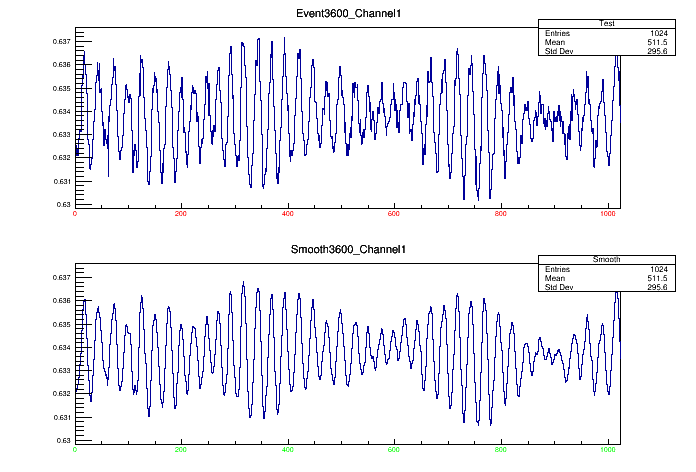 Event3600_Channel1
Test
Entries 1024
Mean 511.5
Std Dev 295.6
0.637
0.636
0.635
0.634
0.633
0.632
0.631
0.63
0 200 400 600 800 1000
Smooth3600_Channel1
Smooth
Entries 1024
Mean 511.5
Std Dev 295.6
0.637
0.636
0.635
0.634
0.633
0.632
0.631
0.63
0 200 400 600 800 1000